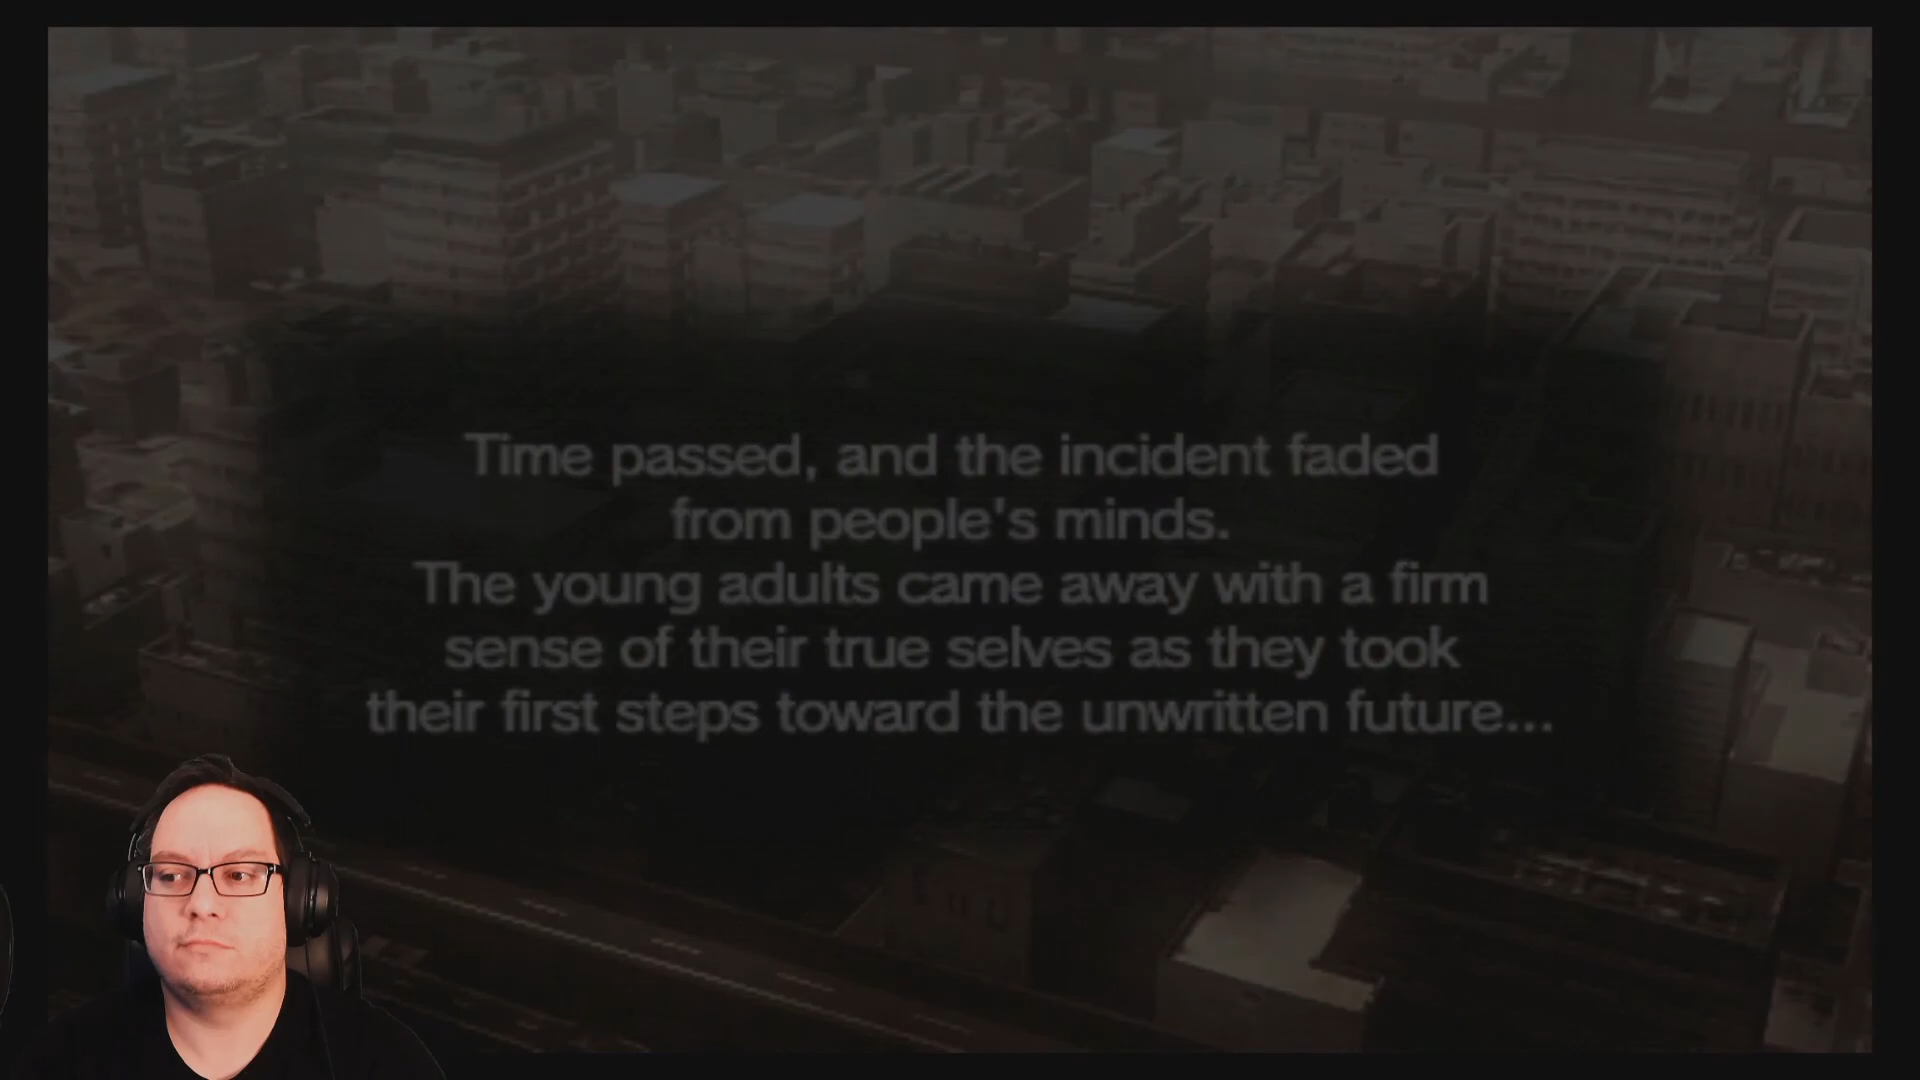 Time passed, and the incident faded
from people's minds.
The young adults came away with a firm
sense of their true selves as they took
their first steps toward the unwritten future...